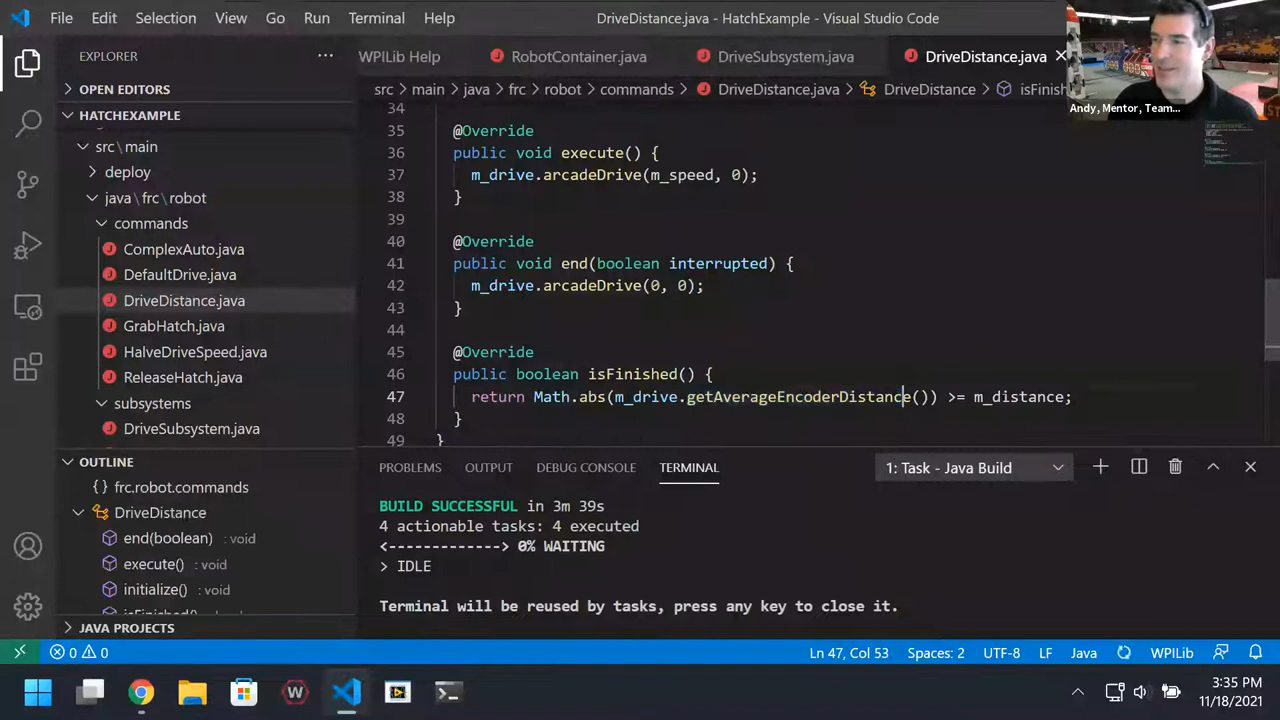 File Edit Selection View Go Run Terminal Help
DriveDistance.java - HatchExample - Visual Studio Code
Andy, Mentor, Team...
EXPLORER
OPEN EDITORS
HATCHEXAMPLE
src\main
deploy
java\frc\robot
commands
ComplexAuto.java
DefaultDrive.java
DriveDistance.java
GrabHatch.java
HalveDriveSpeed.java
ReleaseHatch.java
subsystems
DriveSubsystem.java
OUTLINE
{} frc.robot.commands
DriveDistance
end(boolean) : void
execute() : void
initialize() : void
isFinished()
JAVA PROJECTS
WPILib Help RobotContainer.java DriveSubsystem.java DriveDistance.java
src > main > java > frc > robot > commands > DriveDistance.java > DriveDistance > isFinish
34
35 @Override
36 public void execute() {
37 m_drive.arcadeDrive(m_speed, 0);
38 }
39
40 @Override
41 public void end(boolean interrupted) {
42 m_drive.arcadeDrive(0, 0);
43 }
44
45 @Override
46 public boolean isFinished() {
47 return Math.abs(m_drive.getAverageEncoderDistance()) >= m_distance;
48 }
49 }
PROBLEMS OUTPUT DEBUG CONSOLE TERMINAL 1: Task - Java Build
BUILD SUCCESSFUL in 3m 39s
4 actionable tasks: 4 executed
<-------------> 0% WAITING
> IDLE
Terminal will be reused by tasks, press any key to close it.
0 0 Ln 47, Col 53 Spaces: 2 UTF-8 LF Java WPILib
W
3:35 PM
11/18/2021